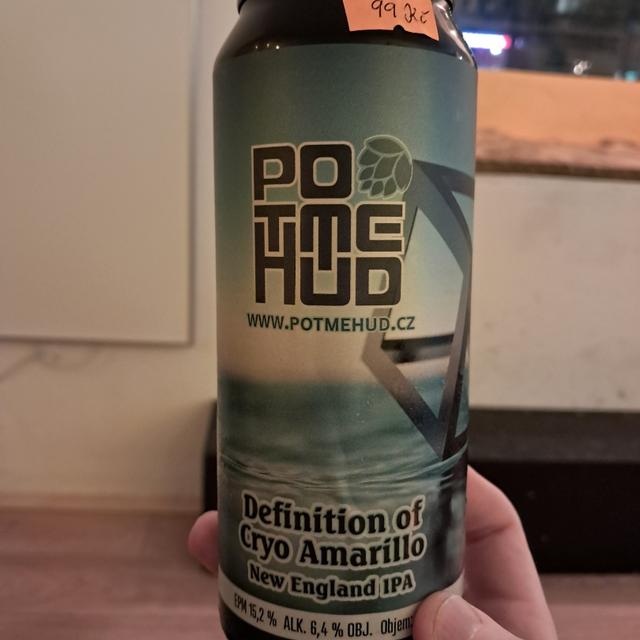 99 Kč
PO
TME
HUD
WWW.POTMEHUD.CZ
Definition of
Cryo Amarillo
New England IPA
EPM 15,2 % ALK. 6,4 % OBJ. Objem: